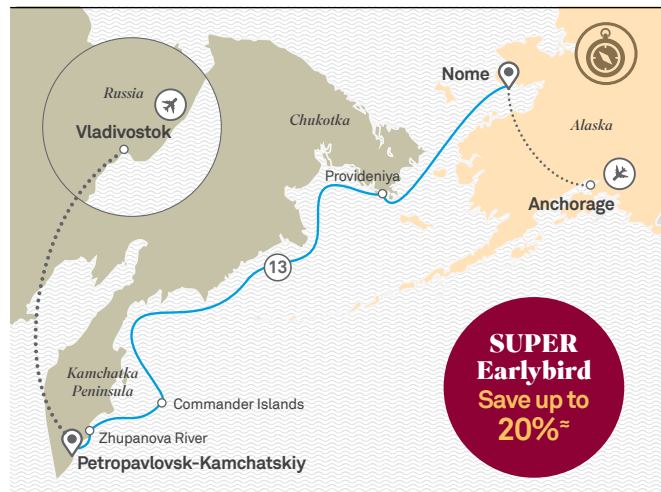 Russia
Vladivostok
Chukotka
Nome
Alaska
Provideniya
Anchorage
13
SUPER
Earlybird
Save up to
20%≈
Kamchatka
Peninsula
Commander Islands
Zhupanova River
Petropavlovsk-Kamchatskiy